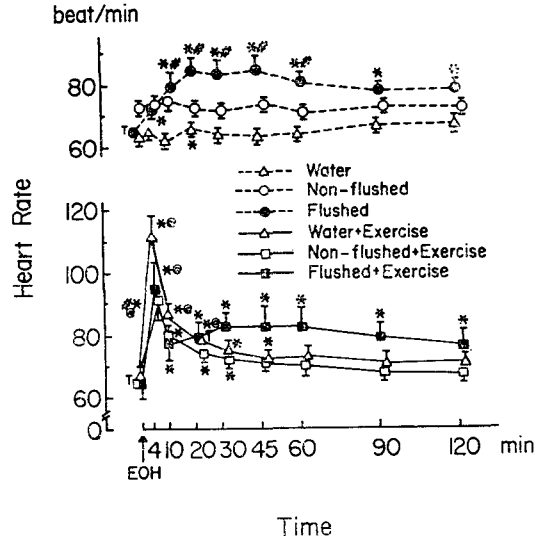 beat/min
80
60
Water
Non-flushed
Flushed
Water+Exercise
Non-flushed+Exercise
Flushed+Exercise
Heart Rate
120
100
80
60
0
1 4 10 20 30 45 60 90 120 min
EOH
Time